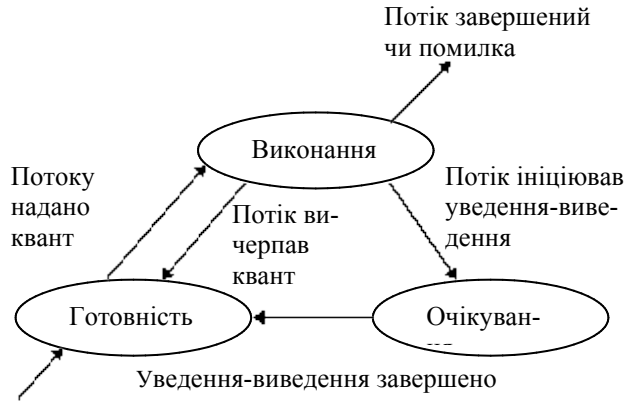 Потік завершений
чи помилка
Виконання
Потоку
надано
квант
Потік ви-
черпав
квант
Потік ініціював
уведення-виве-
дення
Готовність
Очікуван-
Уведення-виведення завершено